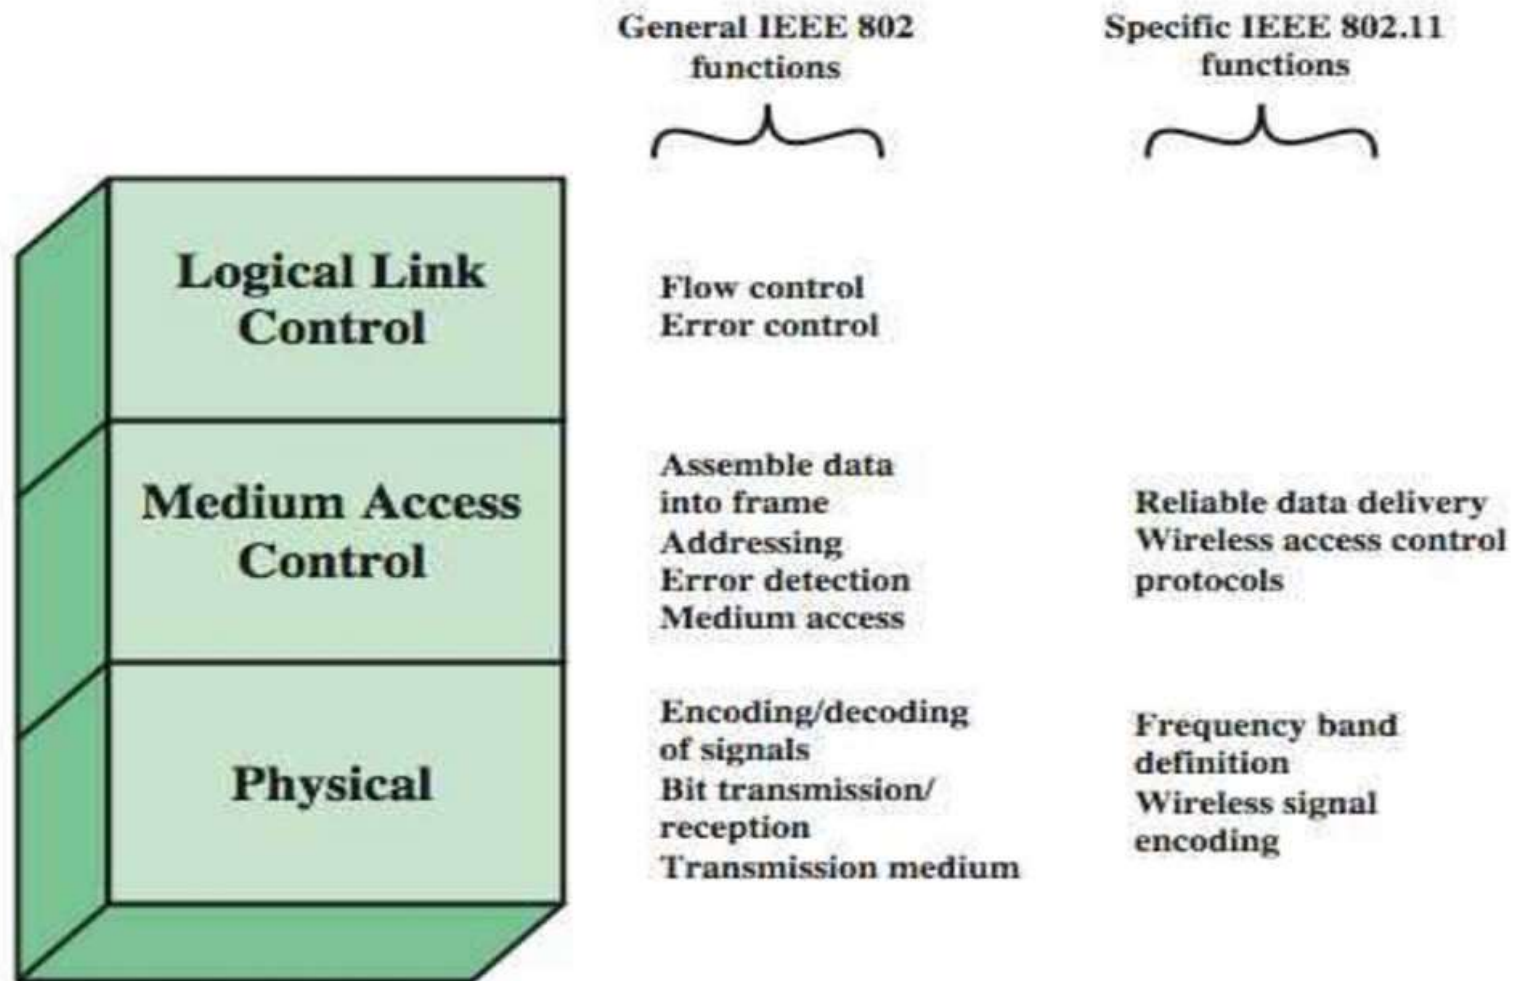 General IEEE 802
functions
Specific IEEE 802.11
functions
Logical Link
Control
Flow control
Error control
Medium Access
Control
Assemble data
into frame
Addressing
Error detection
Medium access
Reliable data delivery
Wireless access control
protocols
Physical
Encoding/decoding
of signals
Bit transmission/
reception
Transmission medium
Frequency band
definition
Wireless signal
encoding